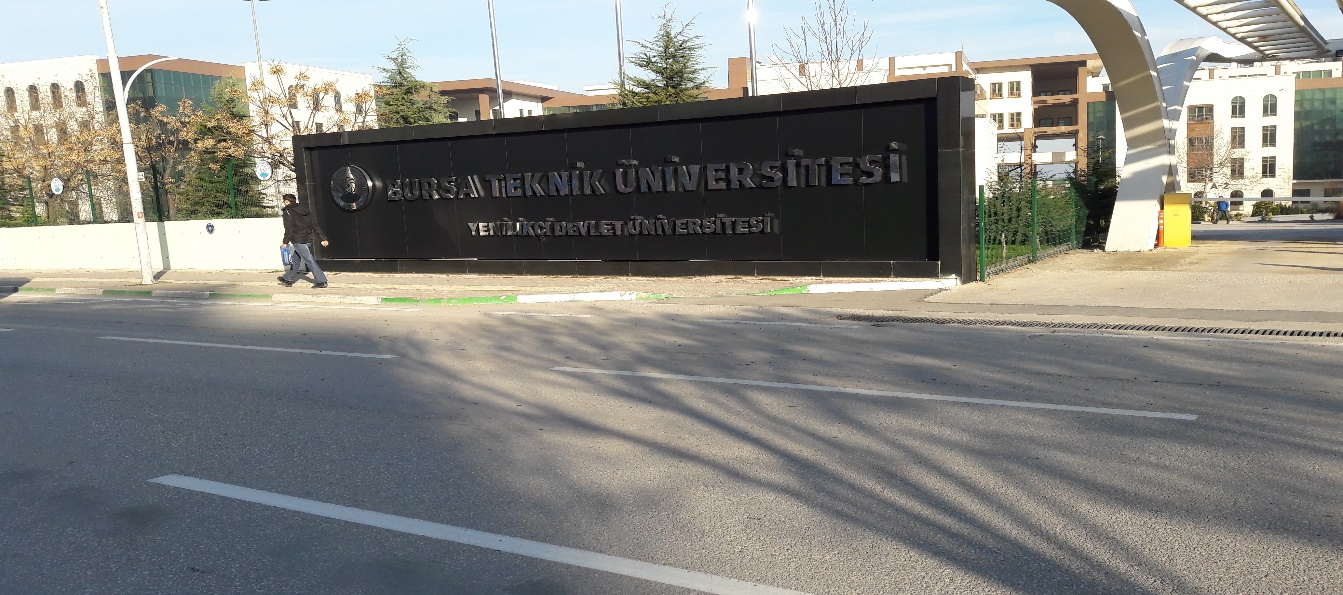 BURSA TEKNİK ÜNİVERSİTESİ
YENİLİKÇİ DEVLET ÜNİVERSİTESİ